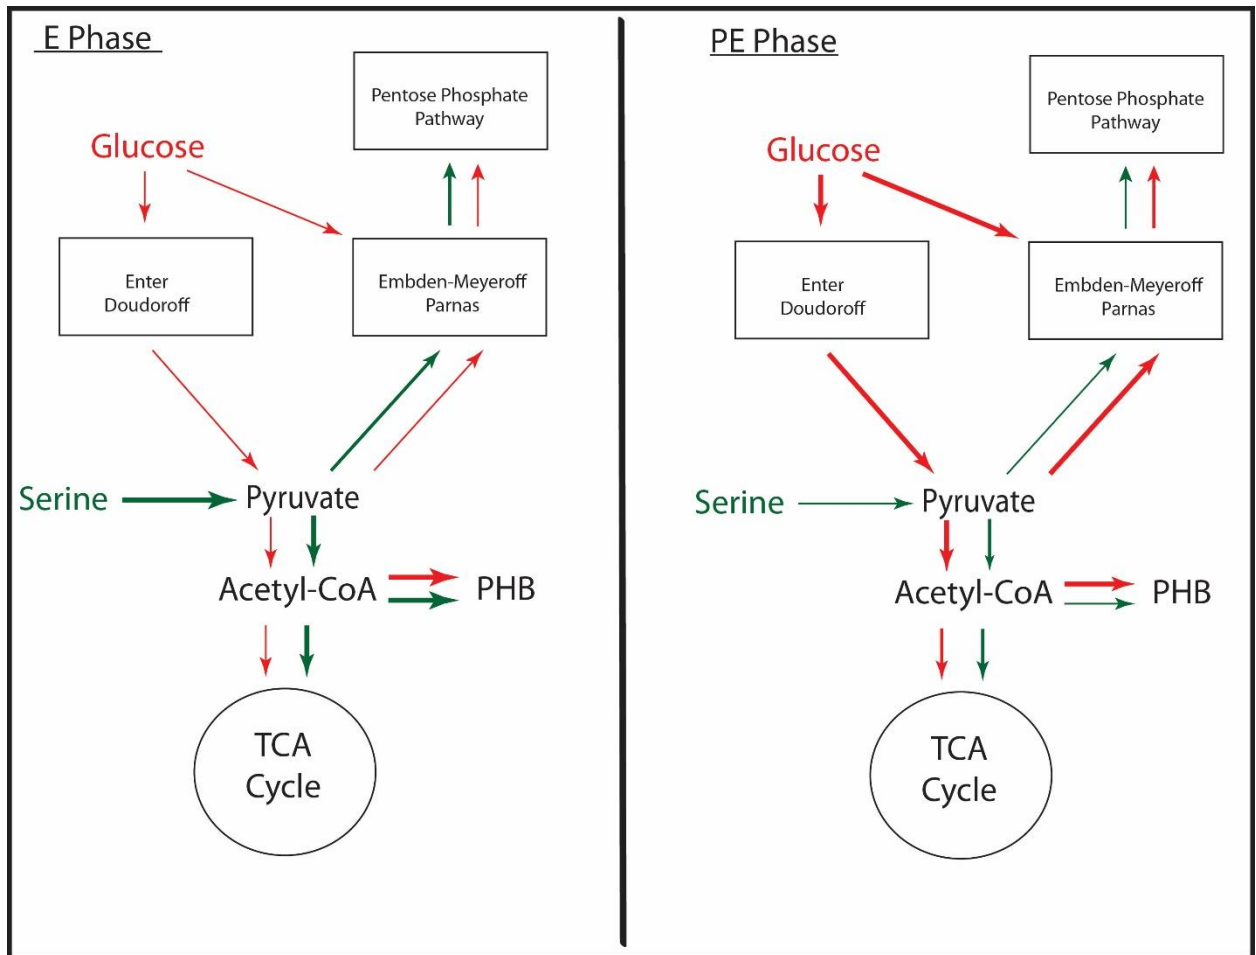 E Phase
Pentose Phosphate
Pathway
Glucose
Enter
Doudoroff
Embden-Meyeroff
Parnas
Serine
Pyruvate
Acetyl-CoA
PHB
TCA
Cycle
PE Phase
Pentose Phosphate
Pathway
Glucose
Enter
Doudoroff
Embden-Meyeroff
Parnas
Serine
Pyruvate
Acetyl-CoA
PHB
TCA
Cycle